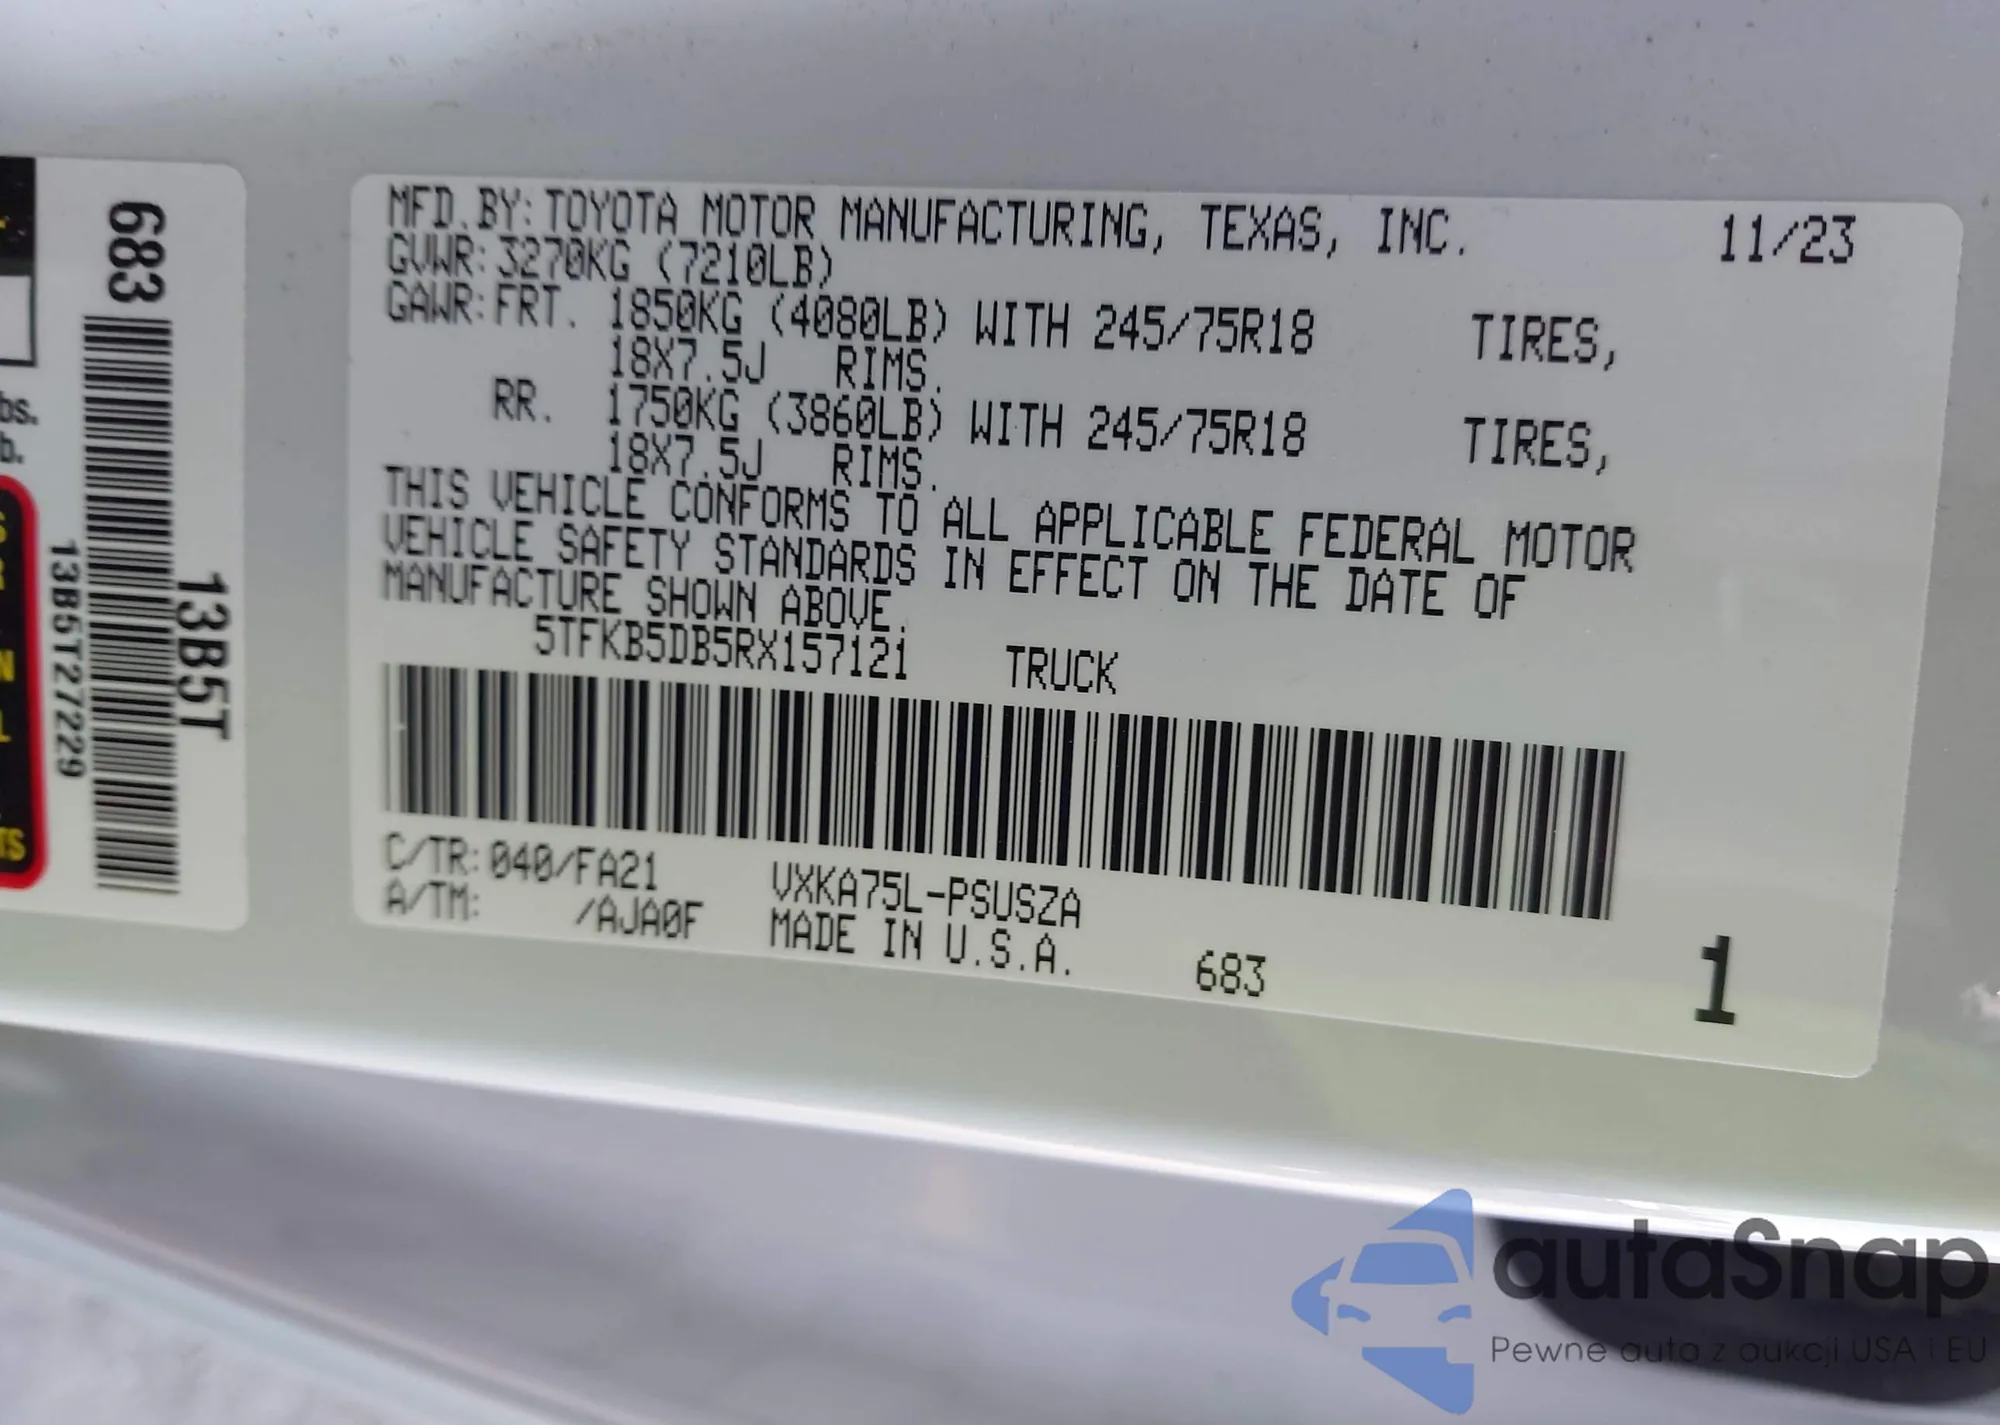 MFD.BY: TOYOTA MOTOR MANUFACTURING, TEXAS, INC. 11/23
GVWR: 3270KG (7210LB)
GAWR: FRT. 1850KG (4080LB) WITH 245/75R18 TIRES,
18X7.5J RIMS.
RR. 1750KG (3860LB) WITH 245/75R18 TIRES,
18X7.5J RIMS.
THIS VEHICLE CONFORMS TO ALL APPLICABLE FEDERAL MOTOR
VEHICLE SAFETY STANDARDS IN EFFECT ON THE DATE OF
MANUFACTURE SHOWN ABOVE.
5TFKB5DB5RX157121 TRUCK
C/TR: 040/FA21 VXKA75L-PSUSZA
A/TM: /AJA0F MADE IN U.S.A.
683
1
683
13B5T
13B5T27229
bs.
b.
autaSnap
Pewne auto z aukcji USA i EU